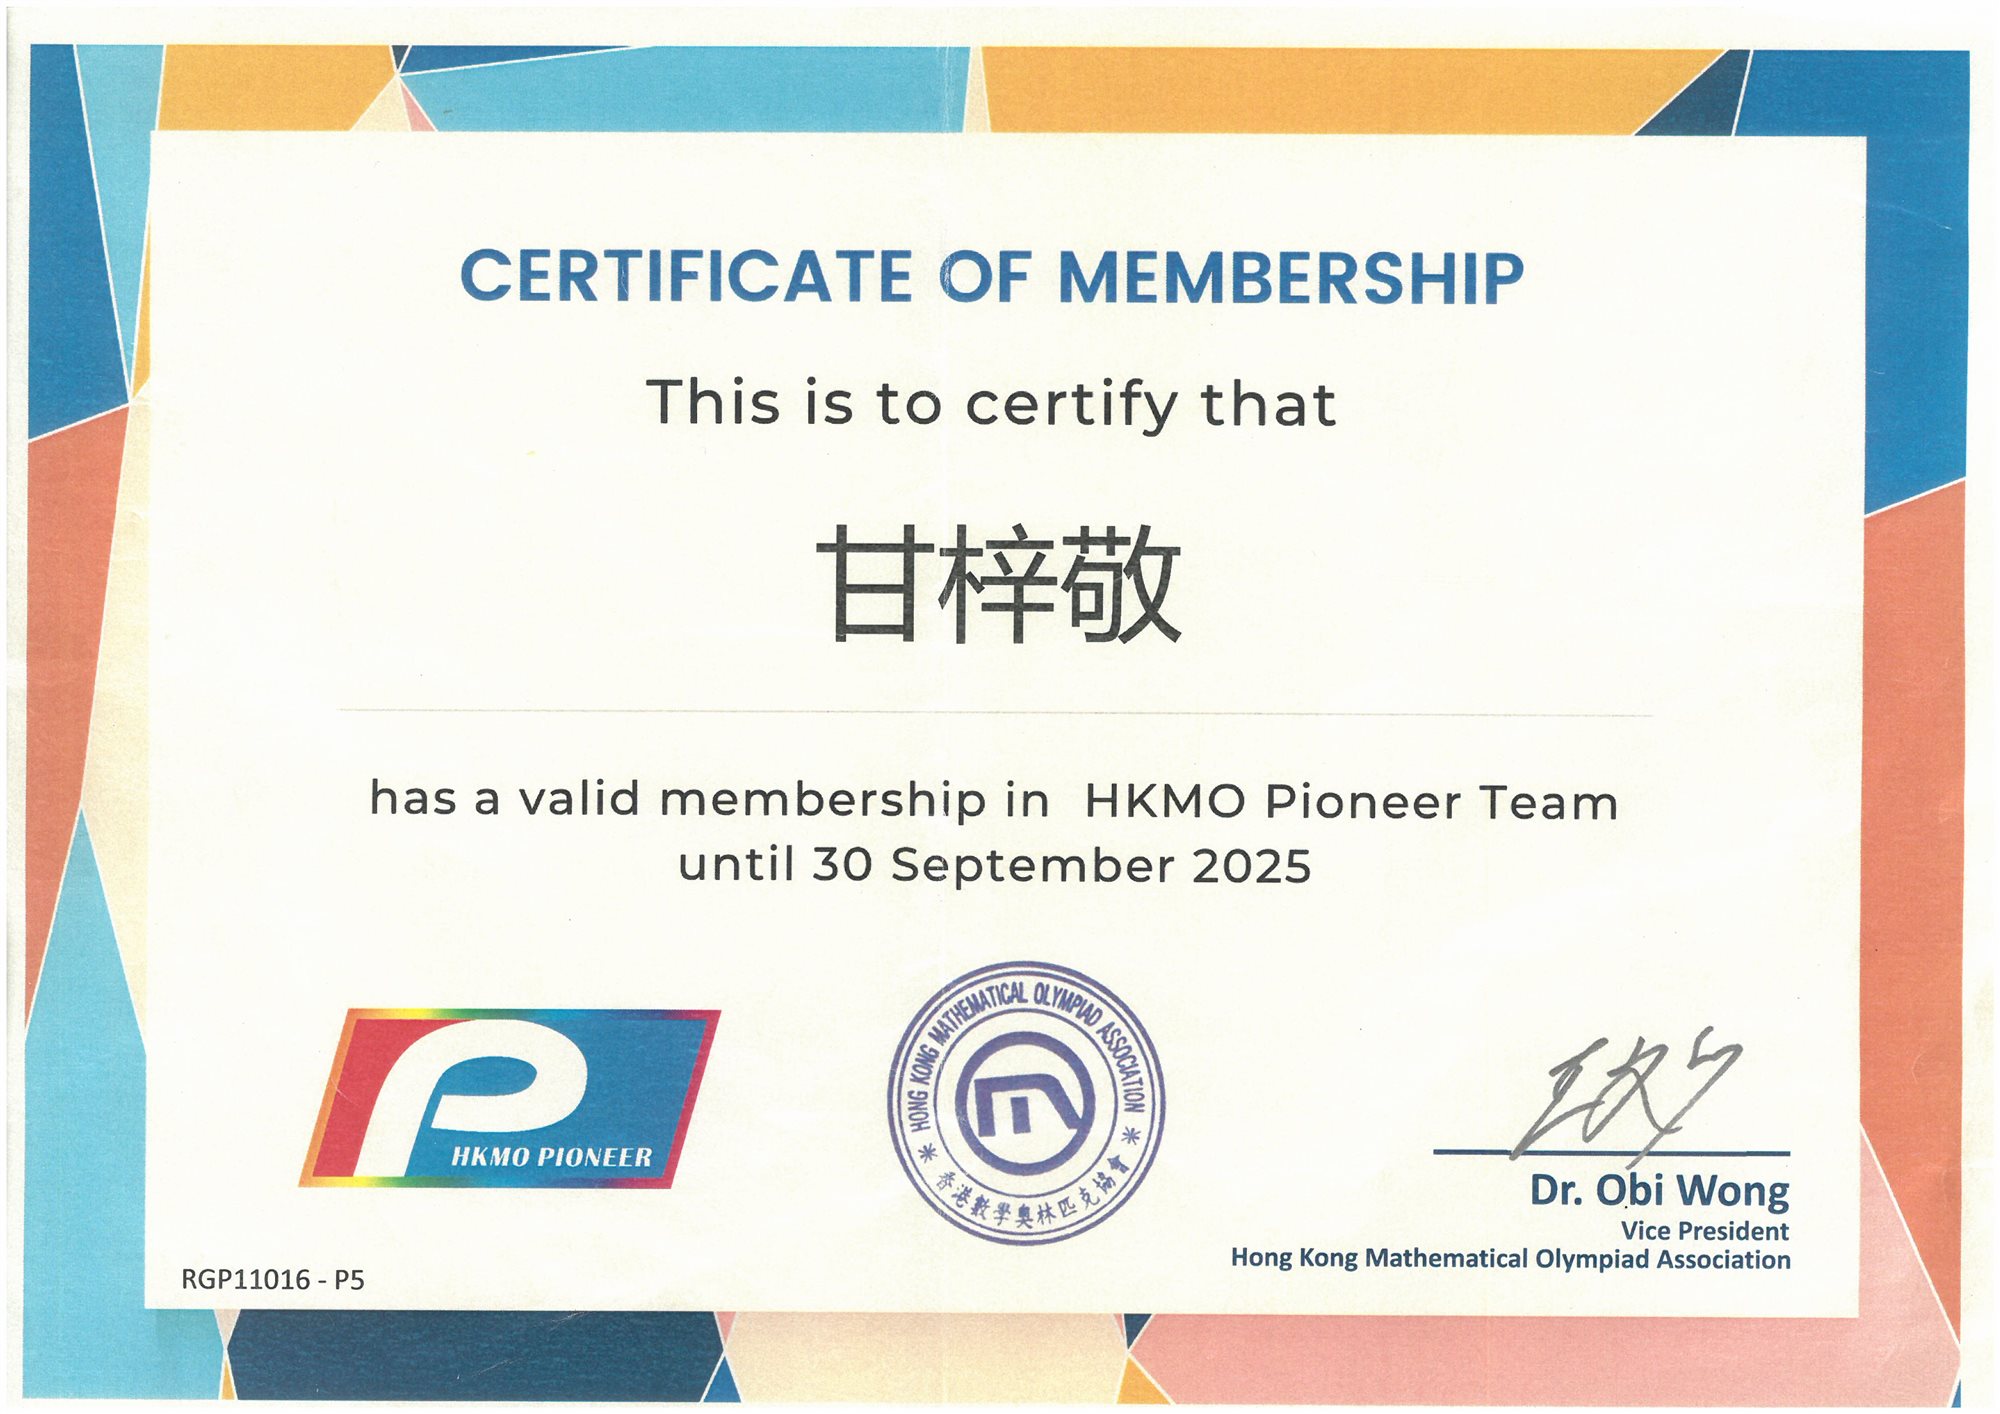 CERTIFICATE OF MEMBERSHIP
This is to certify that
甘梓敬
has a valid membership in HKMO Pioneer Team
until 30 September 2025
HKMO PIONEER
HONG KONG MATHEMATICAL OLYMPIAD ASSOCIATION
香港數學奧林匹克協會
Dr. Obi Wong
Vice President
Hong Kong Mathematical Olympiad Association
RGP11016 - P5